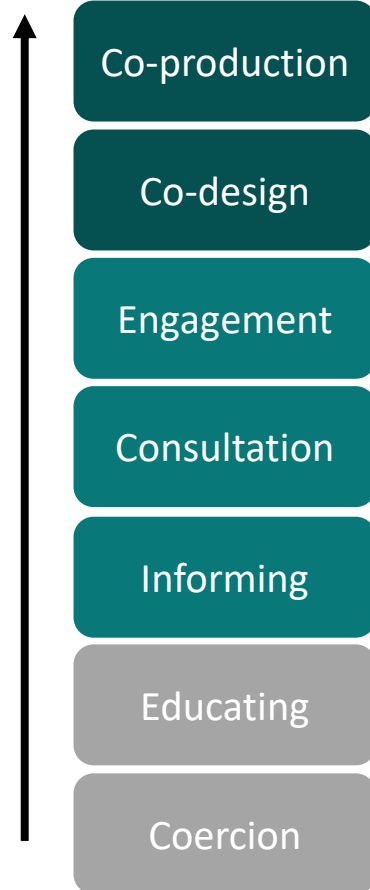 Co-production
Co-design
Engagement
Consultation
Informing
Educating
Coercion